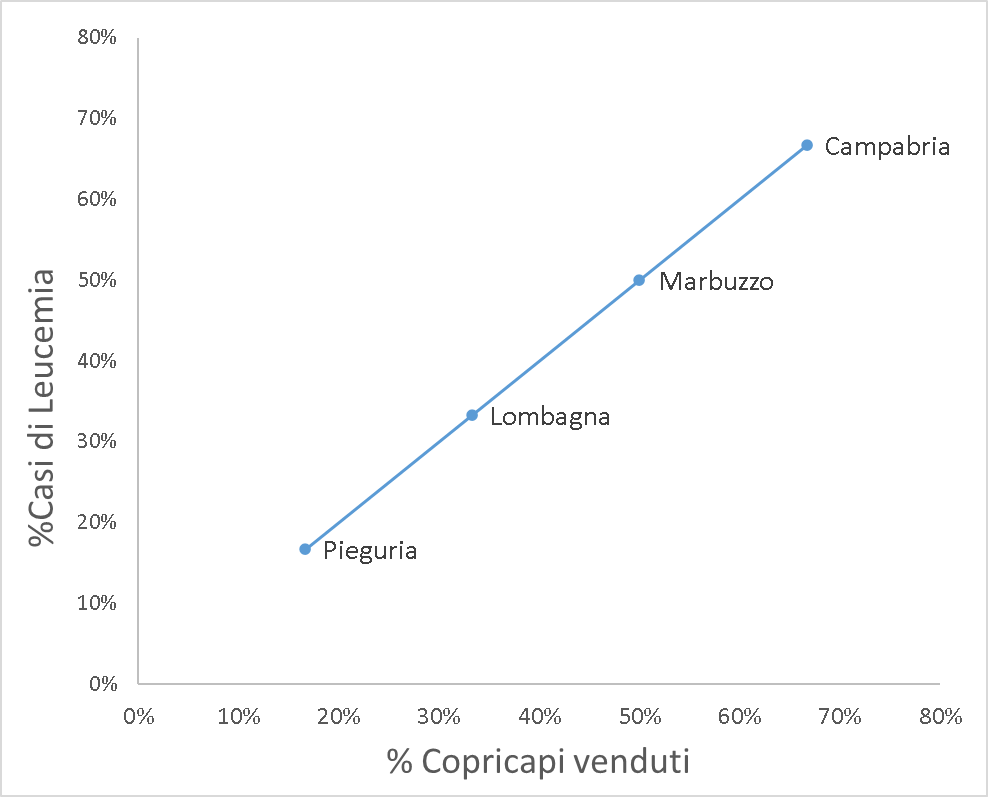 80%
70%
Campabria
60%
%Casi di Leucemia
50%
Marbuzzo
40%
Lombagna
30%
20%
Pieguria
10%
0%
0% 10% 20% 30% 40% 50% 60% 70% 80%
% Copricapi venduti